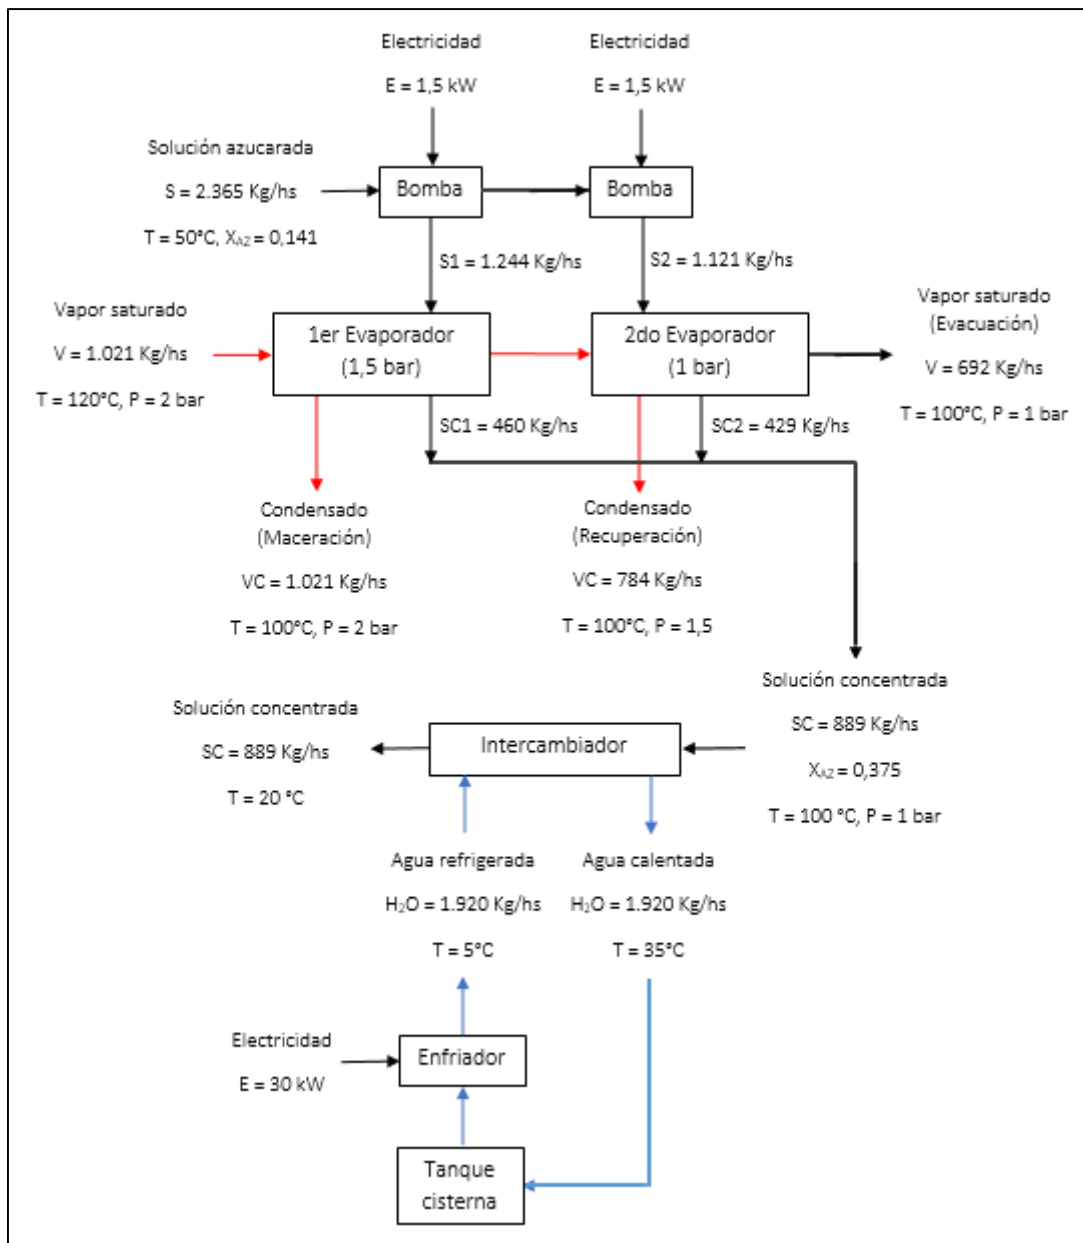 Electricidad
E = 1,5 kW
Electricidad
E = 1,5 kW
Solución azucarada
S = 2.365 Kg/hs
T = 50°C, XAZ = 0,141
Bomba
Bomba
S1 = 1.244 Kg/hs
S2 = 1.121 Kg/hs
Vapor saturado
V = 1.021 Kg/hs
T = 120°C, P = 2 bar
1er Evaporador
(1,5 bar)
2do Evaporador
(1 bar)
Vapor saturado
(Evacuación)
V = 692 Kg/hs
T = 100°C, P = 1 bar
SC1 = 460 Kg/hs
SC2 = 429 Kg/hs
Condensado
(Maceración)
VC = 1.021 Kg/hs
T = 100°C, P = 2 bar
Condensado
(Recuperación)
VC = 784 Kg/hs
T = 100°C, P = 1,5
Solución concentrada
SC = 889 Kg/hs
XAZ = 0,375
T = 100 °C, P = 1 bar
Intercambiador
Solución concentrada
SC = 889 Kg/hs
T = 20 °C
Agua refrigerada
H₂O = 1.920 Kg/hs
T = 5°C
Agua calentada
H₂O = 1.920 Kg/hs
T = 35°C
Electricidad
E = 30 kW
Enfriador
Tanque
cisterna